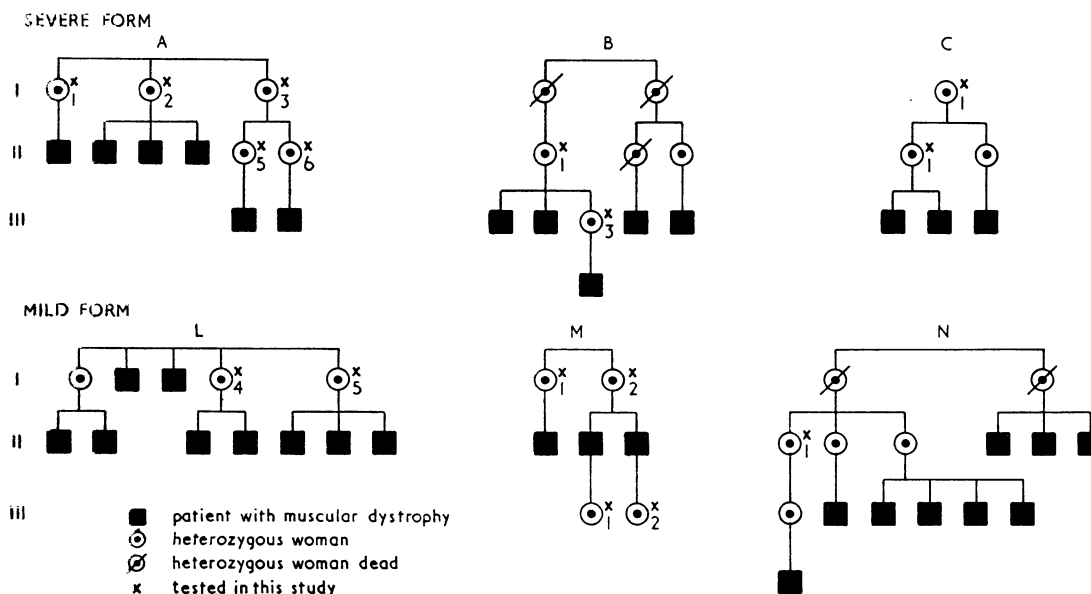 SEVERE FORM
A B C
I x 1 x 2 x 3 x 1
II x 5 x 6 x 1 x 1
III x 3
MILD FORM
L M N
I x 4 x 5 x 1 x 2
II x 1
III x 1 x 2
patient with muscular dystrophy
heterozygous woman
heterozygous woman dead
x tested in this study